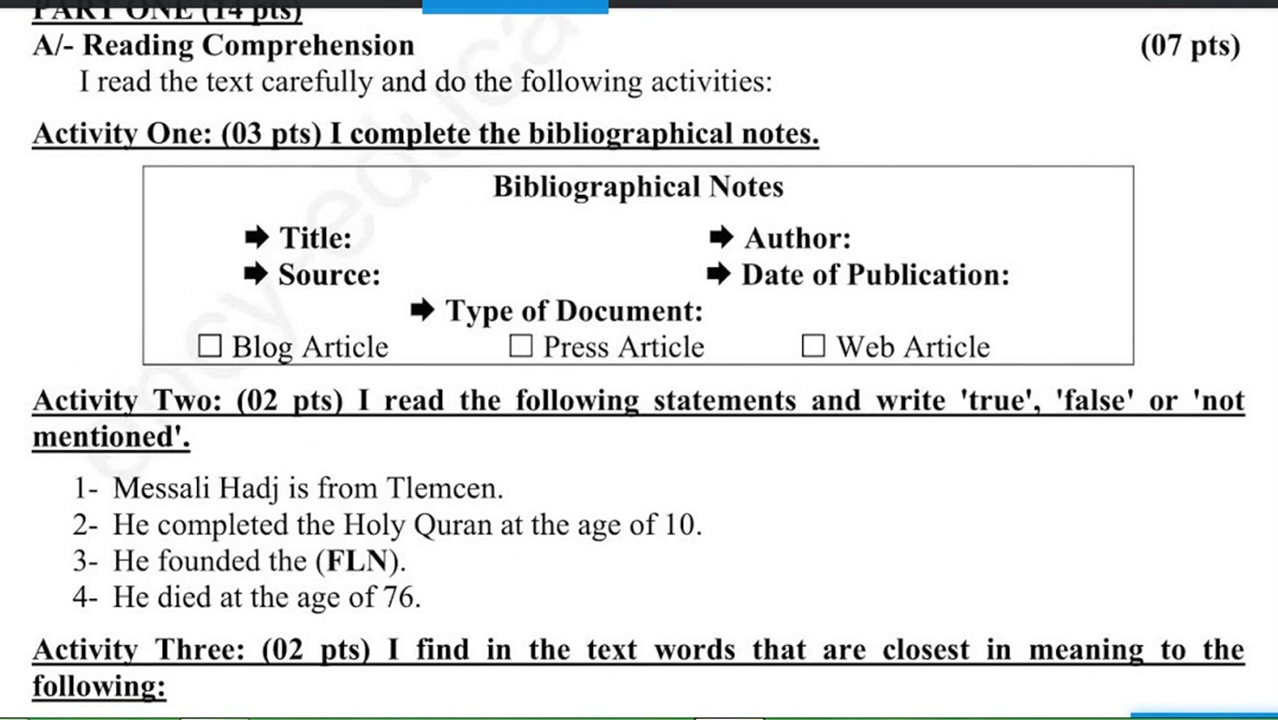 PART ONE (14 pts)
A/- Reading Comprehension (07 pts)
I read the text carefully and do the following activities:
Activity One: (03 pts) I complete the bibliographical notes.
Bibliographical Notes
➡ Title: ➡ Author:
➡ Source: ➡ Date of Publication:
➡ Type of Document:
☐ Blog Article ☐ Press Article ☐ Web Article
Activity Two: (02 pts) I read the following statements and write 'true', 'false' or 'not
mentioned'.
1- Messali Hadj is from Tlemcen.
2- He completed the Holy Quran at the age of 10.
3- He founded the (FLN).
4- He died at the age of 76.
Activity Three: (02 pts) I find in the text words that are closest in meaning to the
following: